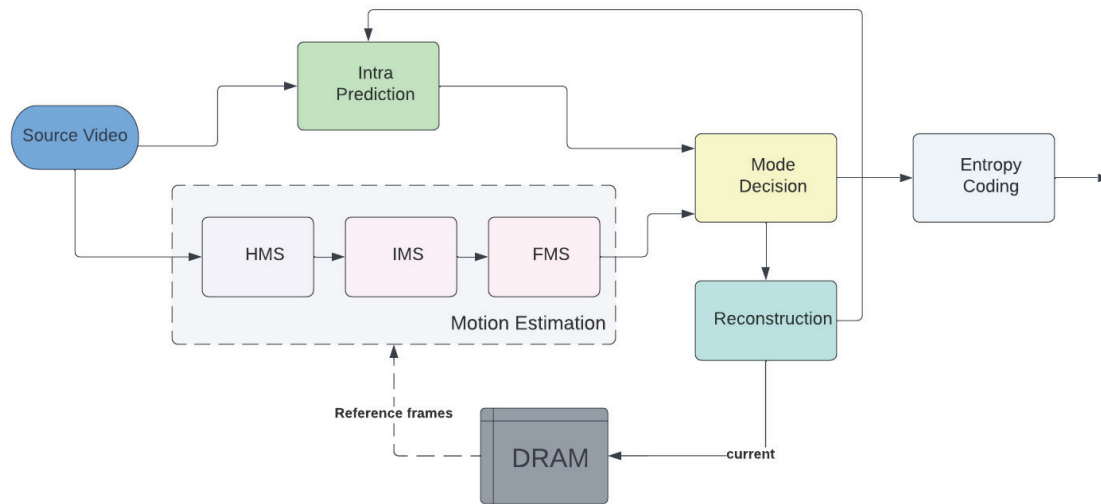 Intra
Prediction
Source Video
Mode
Decision
Entropy
Coding
HMS
IMS
FMS
Motion Estimation
Reconstruction
Reference frames
DRAM
current